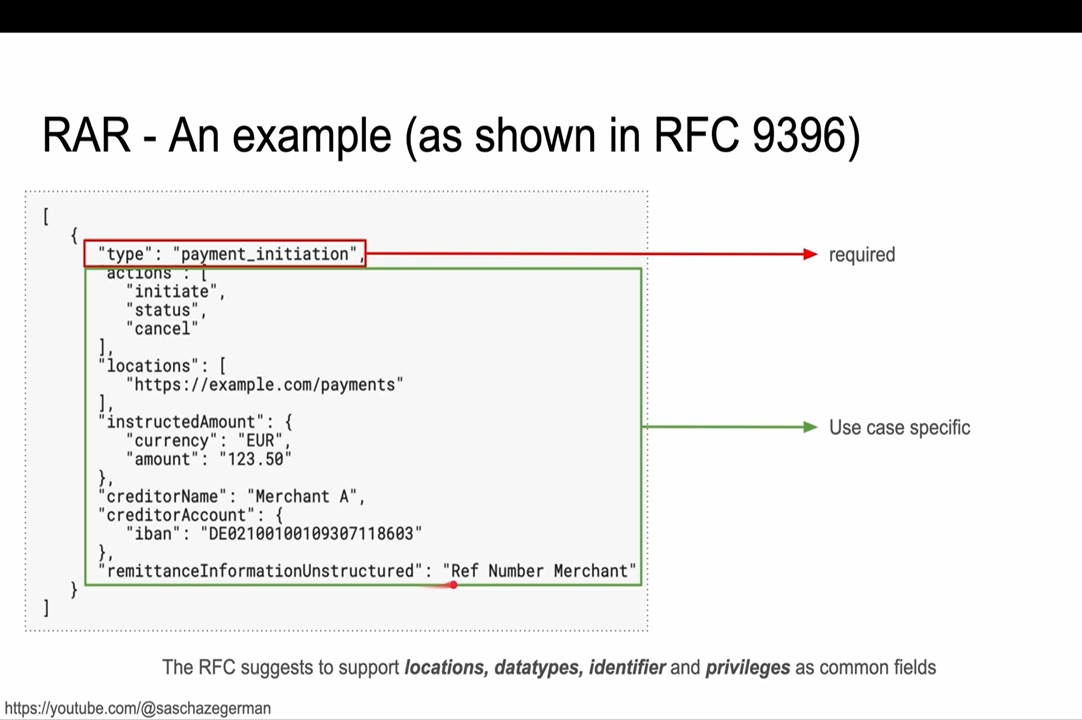 RAR - An example (as shown in RFC 9396)
[
{
"type": "payment_initiation",
required
"actions": [
"initiate",
"status",
"cancel"
],
"locations": [
"https://example.com/payments"
],
"instructedAmount": {
"currency": "EUR",
"amount": "123.50"
Use case specific
},
"creditorName": "Merchant A",
"creditorAccount": {
"iban": "DE02100100109307118603"
},
"remittanceInformationUnstructured": "Ref Number Merchant"
}
]
The RFC suggests to support locations, datatypes, identifier and privileges as common fields
https://youtube.com/@saschazegerman